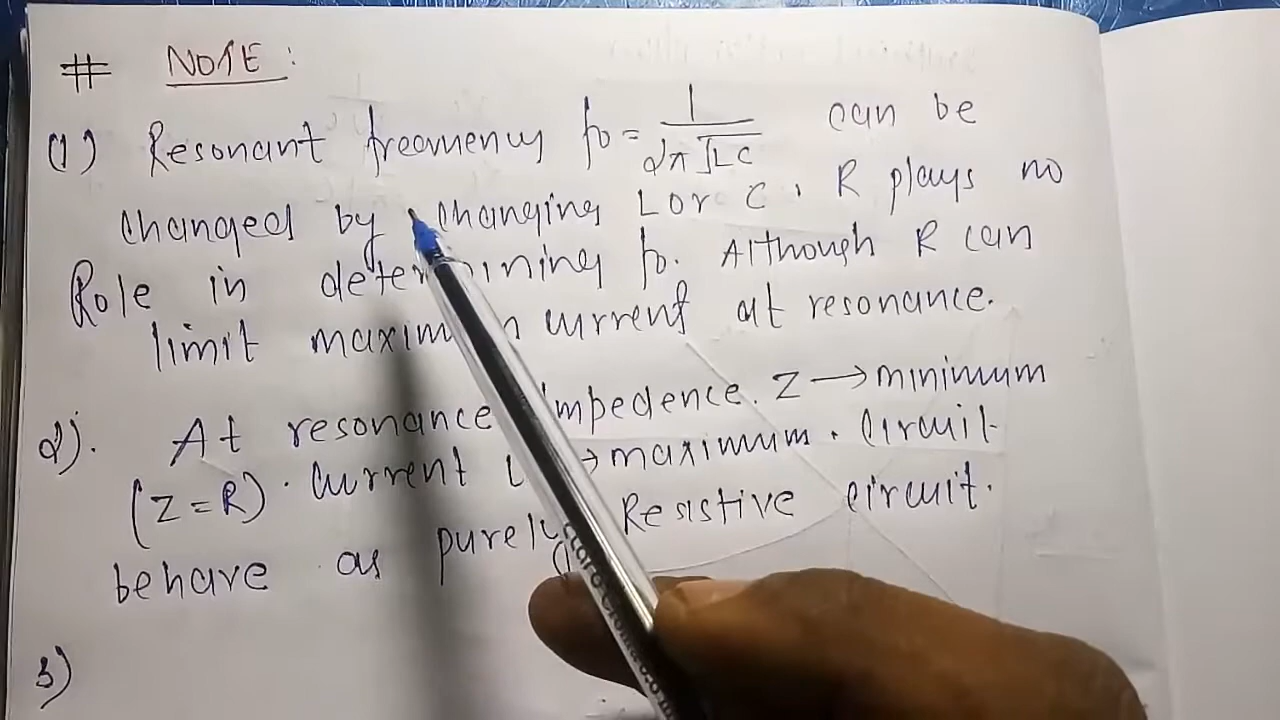 # NOTE:
(1) Resonant frequency fo = 1/2π√LC can be
changed by changing L or C, R plays no
Role in determining fo. Although R can
limit maximum current at resonance.
2). At resonance impedence. Z → minimum
(Z = R). Current i → maximum. Circuit
behave as purely Resistive circuit.
3)